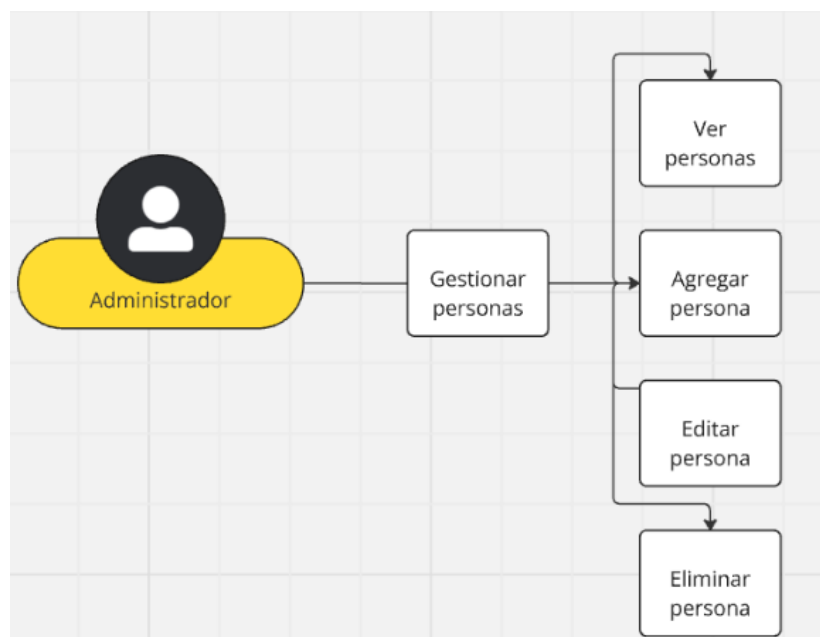 Administrador
Gestionar
personas
Ver
personas
Agregar
persona
Editar
persona
Eliminar
persona